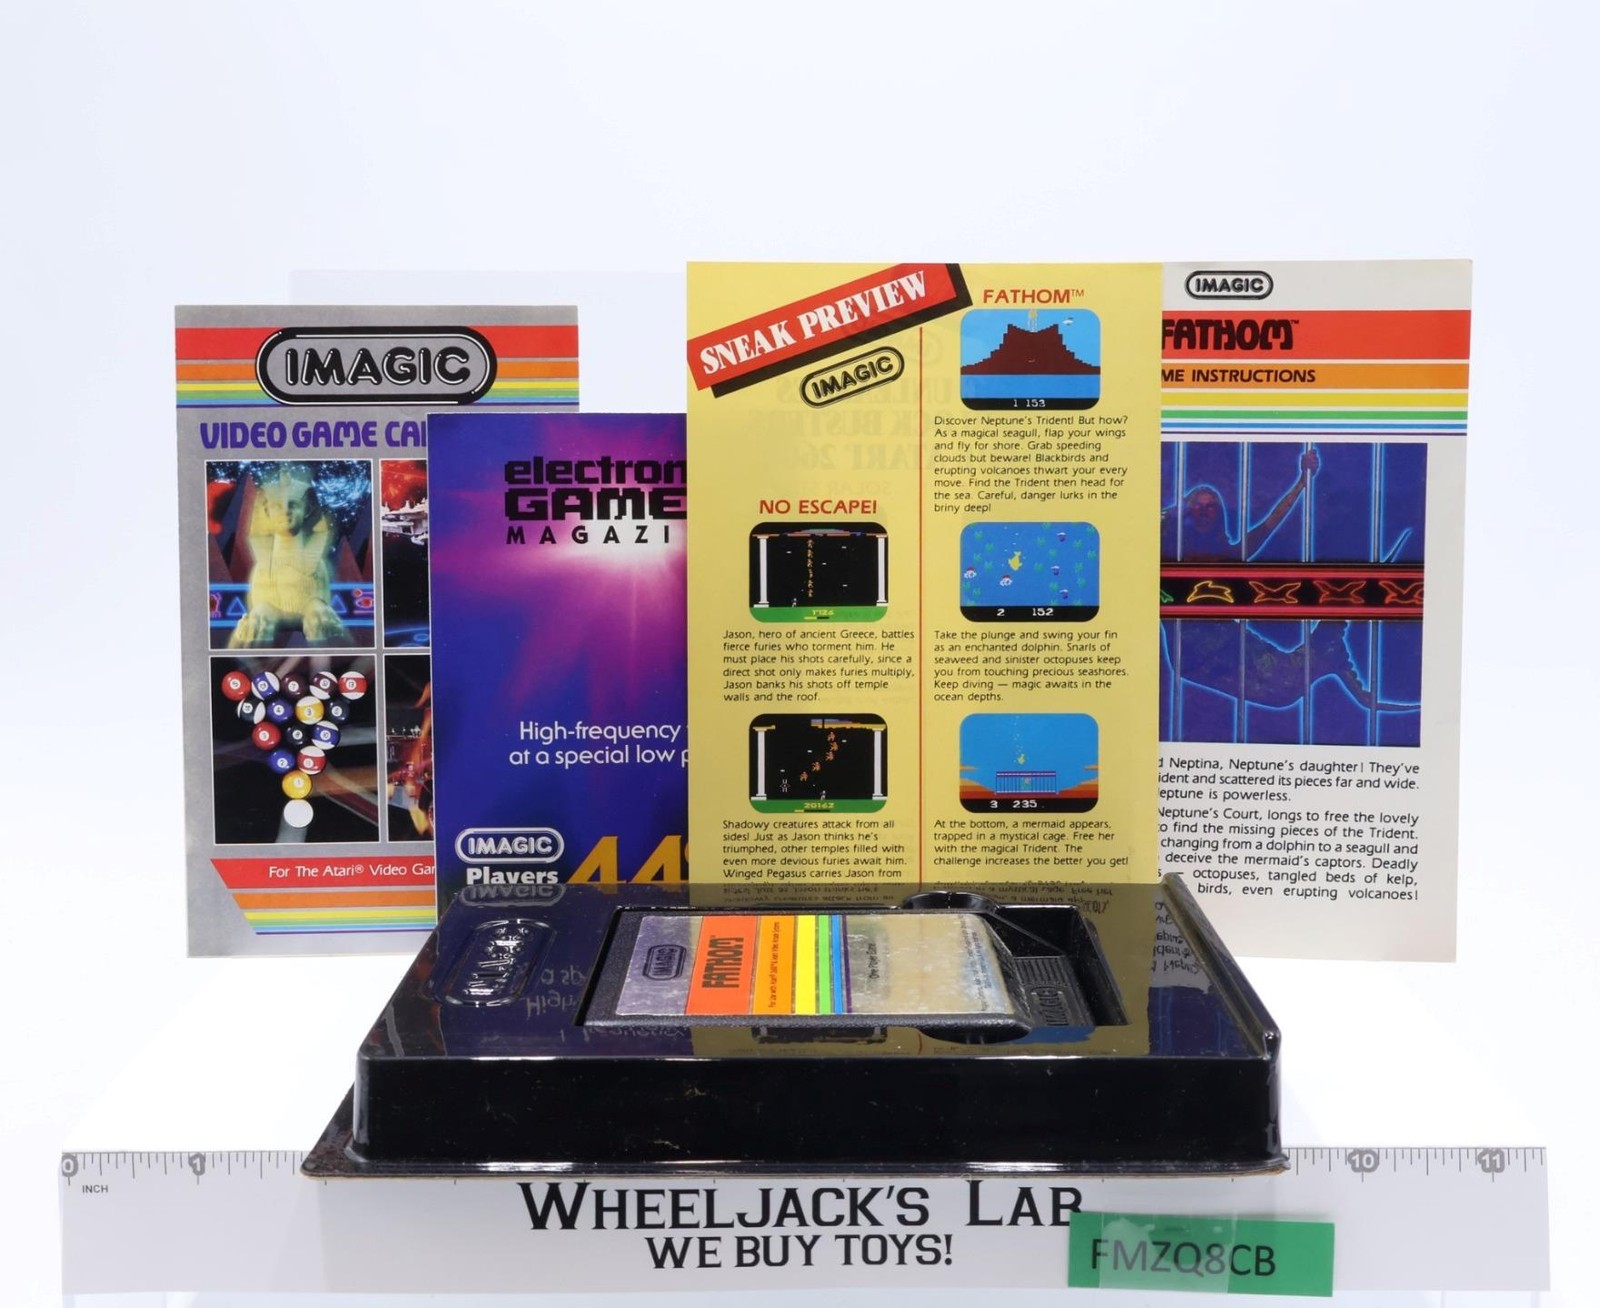 IMAGIC
VIDEO GAME CA
For The Atari® Video Gam
electron
GAME
MAGAZI
High-frequency
at a special low p
IMAGIC
Players
44¢
SNEAK PREVIEW
IMAGIC
NO ESCAPE!
Jason, hero of ancient Greece, battles
fierce furies who torment him. He
must place his shots carefully, since a
direct shot only makes furies multiply,
Jason banks his shots off temple
walls and the roof.
20162
Shadowy creatures attack from all
sides! Just as Jason thinks he's
triumphed, other temples filled with
even more devious furies await him.
Winged Pegasus carries Jason from
FATHOM™
1 153
Discover Neptune's Trident! But how?
As a magical seagull, flap your wings
and fly for shore. Grab speeding
clouds but beware! Blackbirds and
erupting volcanoes thwart your every
move. Find the Trident then head for
the sea. Careful, danger lurks in the
briny deep!
2 152
Take the plunge and swing your fin
as an enchanted dolphin. Snarls of
seaweed and sinister octopuses keep
you from touching precious seashores.
Keep diving — magic awaits in the
ocean depths.
3 235
At the bottom, a mermaid appears,
trapped in a mystical cage. Free her
with the magical Trident. The
challenge increases the better you get!
IMAGIC
FATHOM™
ME INSTRUCTIONS
d Neptina, Neptune's daughter! They've
ident and scattered its pieces far and wide.
eptune is powerless.
Neptune's Court, longs to free the lovely
o find the missing pieces of the Trident.
changing from a dolphin to a seagull and
deceive the mermaid's captors. Deadly
s — octopuses, tangled beds of kelp,
birds, even erupting volcanoes!
IMAGIC
FATHOM
One Player Game
IMAGIC
0 1 10 11
INCH
WHEELJACK'S LAB
WE BUY TOYS!
FMZQ8CB